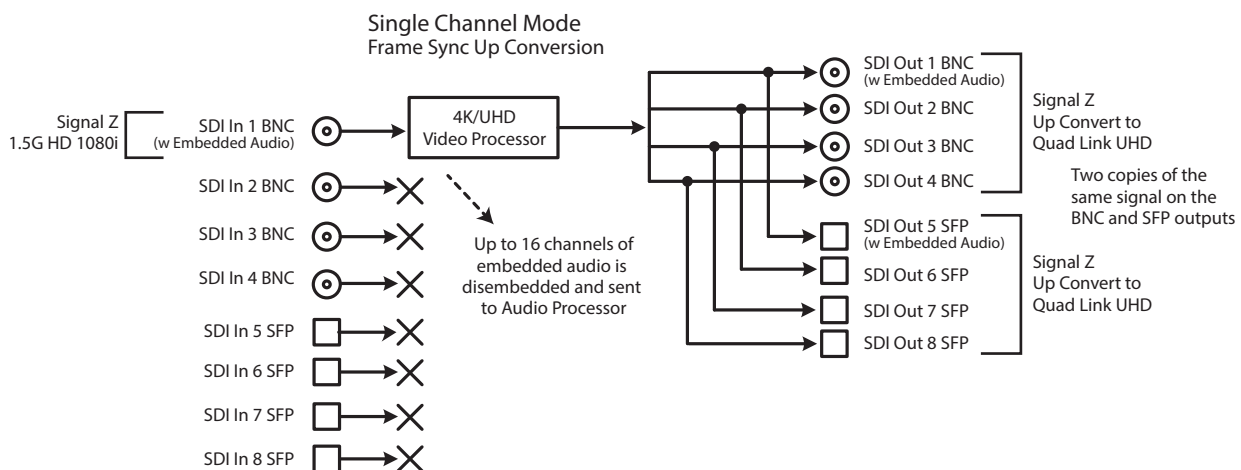 Single Channel Mode
Frame Sync Up Conversion
Signal Z
1.5G HD 1080i
SDI In 1 BNC
(w Embedded Audio)
SDI In 2 BNC
SDI In 3 BNC
SDI In 4 BNC
SDI In 5 SFP
SDI In 6 SFP
SDI In 7 SFP
SDI In 8 SFP
4K/UHD
Video Processor
Up to 16 channels of
embedded audio is
disembedded and sent
to Audio Processor
SDI Out 1 BNC
(w Embedded Audio)
SDI Out 2 BNC
SDI Out 3 BNC
SDI Out 4 BNC
SDI Out 5 SFP
(w Embedded Audio)
SDI Out 6 SFP
SDI Out 7 SFP
SDI Out 8 SFP
Signal Z
Up Convert to
Quad Link UHD
Two copies of the
same signal on the
BNC and SFP outputs
Signal Z
Up Convert to
Quad Link UHD